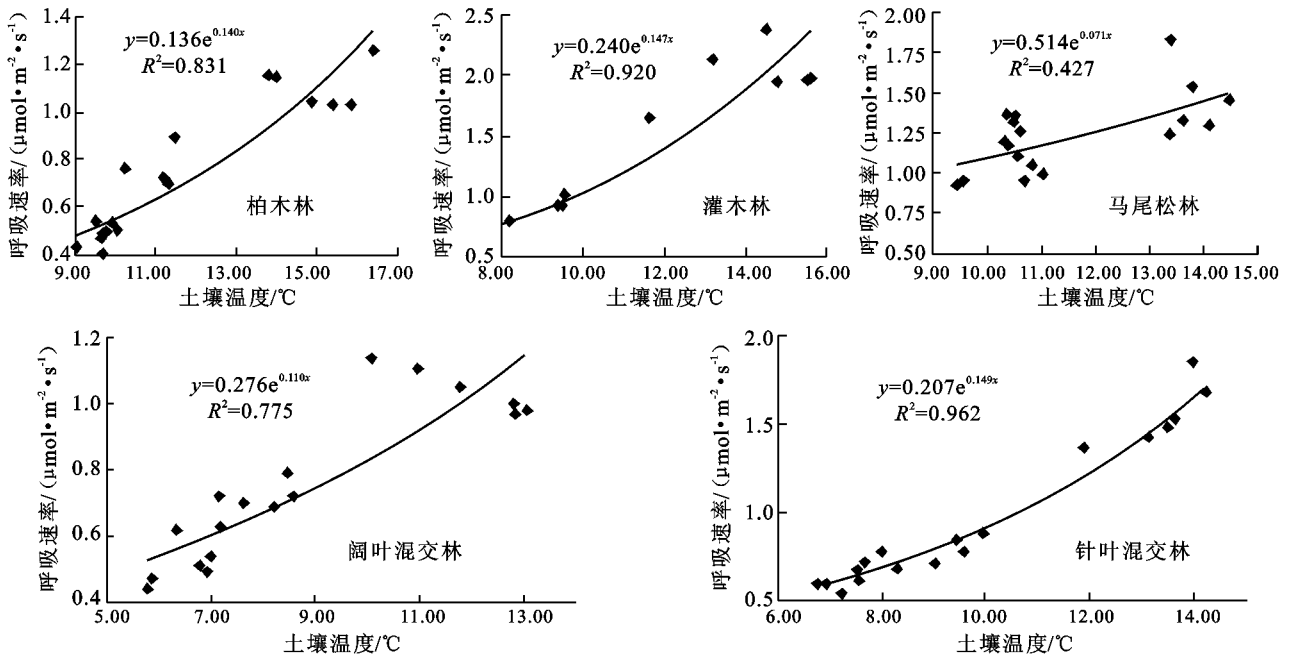 呼吸速率/(μmol·m⁻²·s⁻¹)
1.4
1.2
1.0
0.8
0.6
0.4
y=0.136e^0.140x
R²=0.831
柏木林
9.00 11.00 13.00 15.00 17.00
土壤温度/℃
呼吸速率/(μmol·m⁻²·s⁻¹)
2.5
2.0
1.5
1.0
0.5
y=0.240e^0.147x
R²=0.920
灌木林
8.00 10.00 12.00 14.00 16.00
土壤温度/℃
呼吸速率/(μmol·m⁻²·s⁻¹)
2.00
1.75
1.50
1.25
1.00
0.75
0.50
y=0.514e^0.071x
R²=0.427
马尾松林
9.00 10.00 11.00 12.00 13.00 14.00 15.00
土壤温度/℃
呼吸速率/(μmol·m⁻²·s⁻¹)
1.2
1.0
0.8
0.6
0.4
y=0.276e^0.110x
R²=0.775
阔叶混交林
5.00 7.00 9.00 11.00 13.00
土壤温度/℃
呼吸速率/(μmol·m⁻²·s⁻¹)
2.0
1.5
1.0
0.5
y=0.207e^0.149x
R²=0.962
针叶混交林
6.00 8.00 10.00 12.00 14.00
土壤温度/℃